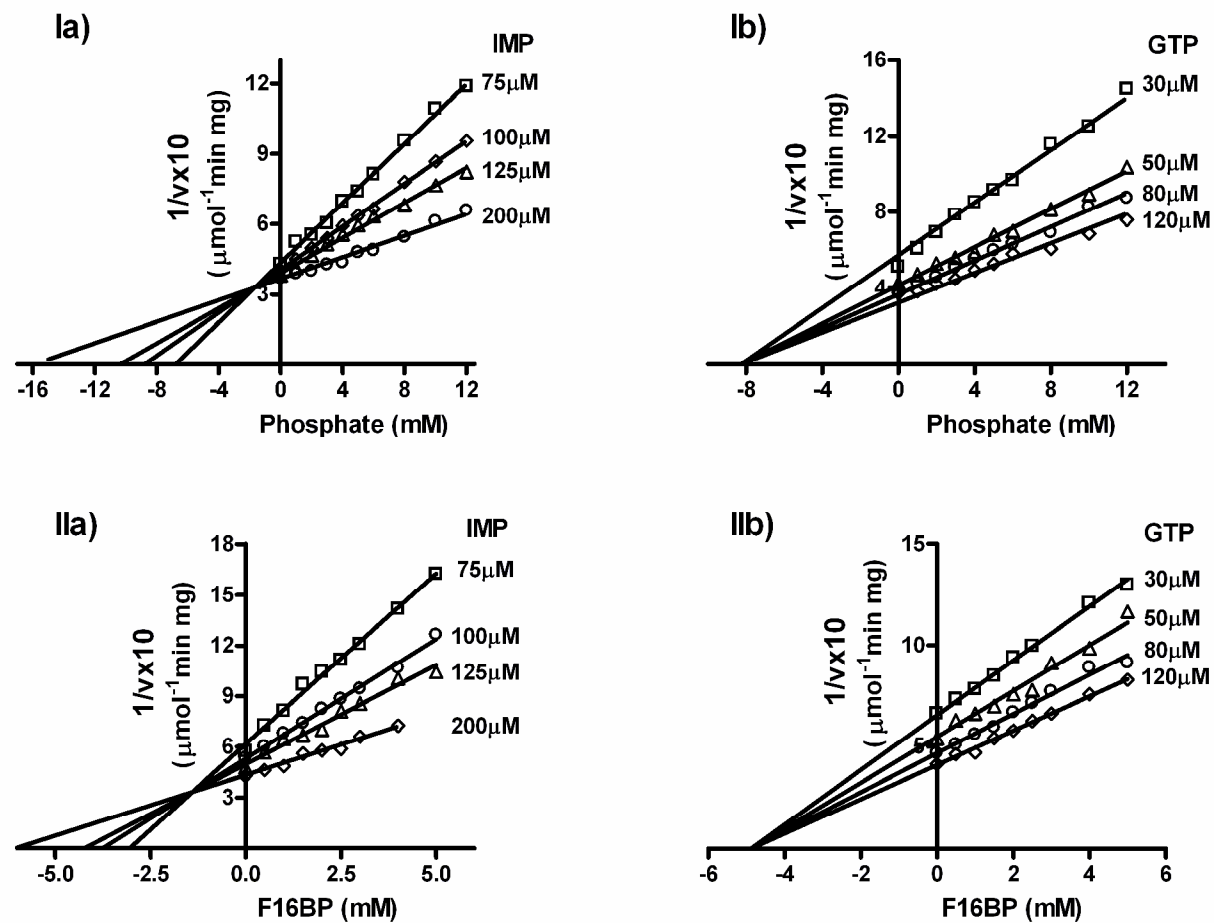 Ia)
IMP
75μM
100μM
125μM
200μM
1/vx10
(μmol-1min mg)
12
9
6
3
-16 -12 -8 -4 0 4 8 12
Phosphate (mM)
Ib)
GTP
30μM
50μM
80μM
120μM
1/vx10
(μmol-1min mg)
16
12
8
4
-8 -4 0 4 8 12
Phosphate (mM)
IIa)
IMP
75μM
100μM
125μM
200μM
1/vx10
(μmol-1min mg)
18
15
12
9
6
3
-5.0 -2.5 0.0 2.5 5.0
F16BP (mM)
IIb)
GTP
30μM
50μM
80μM
120μM
1/vx10
(μmol-1min mg)
15
10
5
-6 -4 -2 0 2 4 6
F16BP (mM)